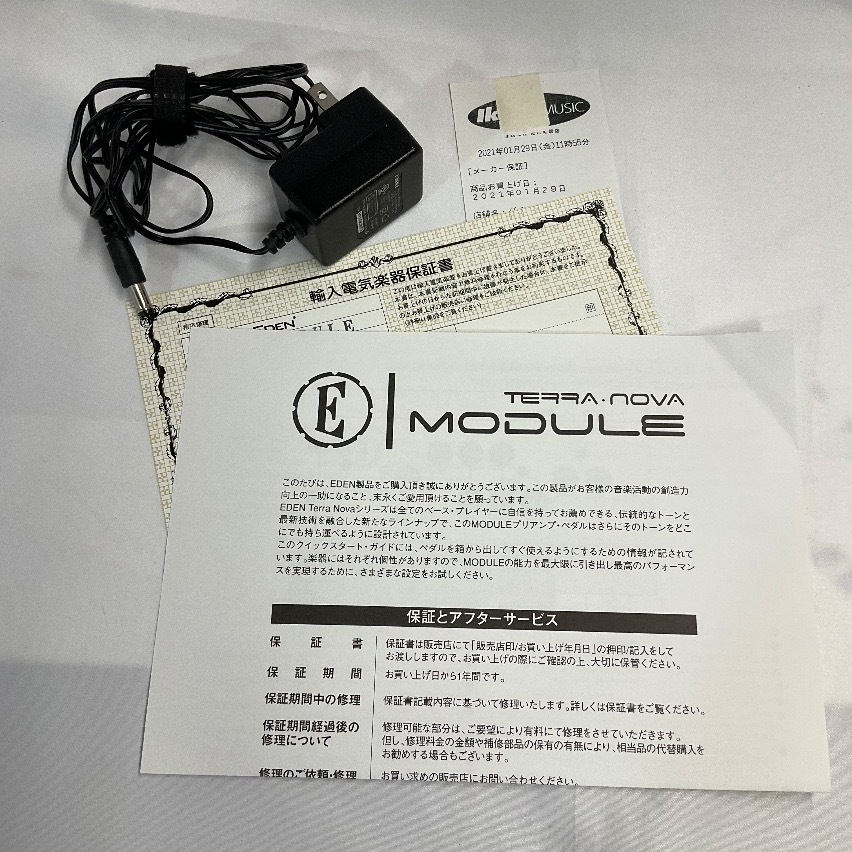 Ik
MUSIC
2021年01月29日(金)11時55分
[メーカー保証]
商品お買上げ日:
2021年01月29日
輸入電気楽器保証書
EDEN
E
TERRA・NOVA
MODULE
このたびは、EDEN製品をご購入頂き誠にありがとうございます。この製品がお客様の音楽活動の創造力
向上の一助になること、末永くご愛用頂けることを願っています。
EDEN Terra Novaシリーズは全てのベース・プレイヤーに自信を持ってお薦めできる、伝統的なトーンと
最新技術を融合した新たなラインナップで、このMODULEプリアンプ・ペダルはさらにそのトーンをどこ
にでも持ち運べるように設計されています。
このクイックスタート・ガイドには、ペダルを箱から出してすぐ使えるようにするための情報が記されて
います。楽器にはそれぞれ個性がありますので、MODULEの能力を最大限に引き出し最高のパフォーマン
スを実現するために、さまざまな設定をお試しください。
保証とアフターサービス
保証書 保証書は販売店にて「販売店印/お買い上げ年月日」の押印/記入をして
お渡ししますので、お買い上げの際にご確認の上、大切に保管ください。
保証期間 お買い上げ日から1年間です。
保証期間中の修理 保証書記載内容に基づいて修理いたします。詳しくは保証書をご覧ください。
保証期間経過後の 修理可能な部分は、ご要望により有料にて修理をさせていただきます。
修理について 但し、修理料金の金額や補修部品の保有の有無により、相当品の代替購入を
お勧めする場合もございます。
修理のご依頼・修理 お買い求めの販売店にお問い合わせください。